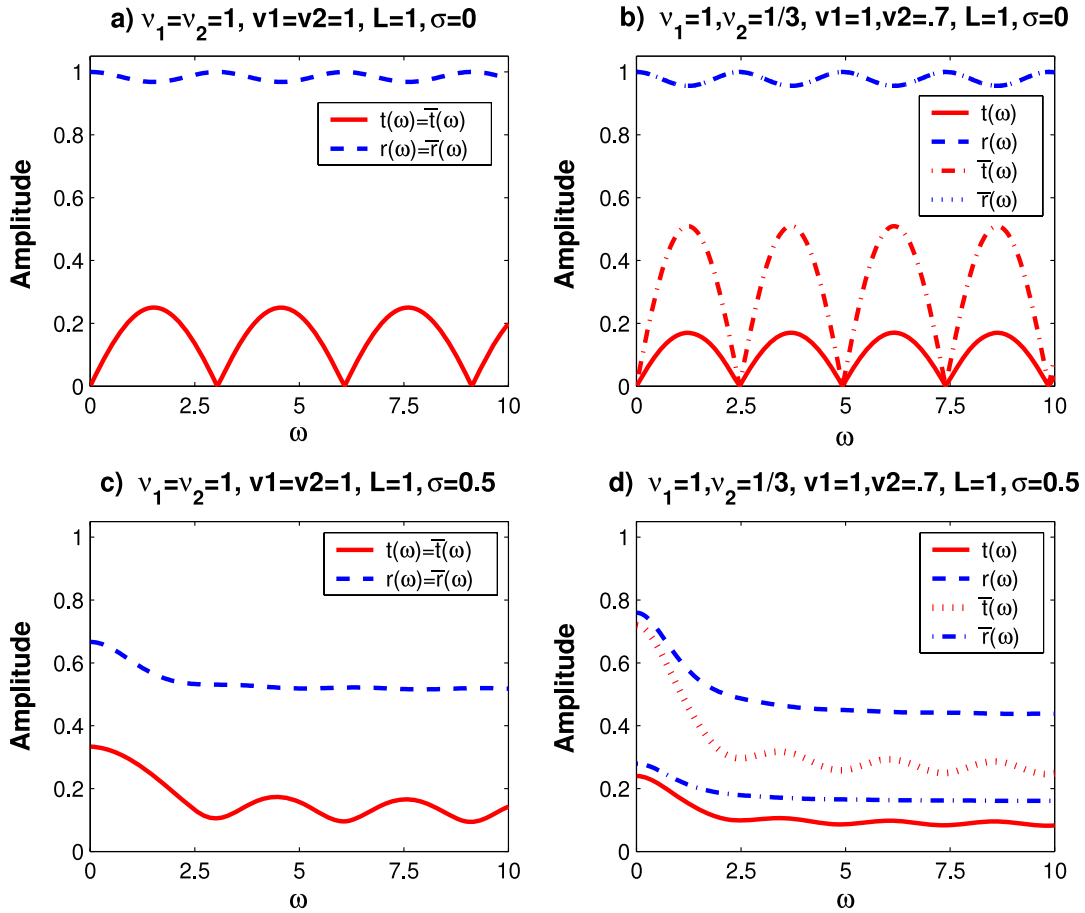 a) ν₁=ν₂=1, v1=v2=1, L=1, σ=0
1
0.8
0.6
0.4
0.2
0
Amplitude
t(ω)=t̅(ω)
r(ω)=r̅(ω)
0 2.5 5 7.5 10
ω
b) ν₁=1,ν₂=1/3, v1=1,v2=.7, L=1, σ=0
1
0.8
0.6
0.4
0.2
0
Amplitude
t(ω)
r(ω)
t̅(ω)
r̅(ω)
0 2.5 5 7.5 10
ω
c) ν₁=ν₂=1, v1=v2=1, L=1, σ=0.5
1
0.8
0.6
0.4
0.2
0
Amplitude
t(ω)=t̅(ω)
r(ω)=r̅(ω)
0 2.5 5 7.5 10
ω
d) ν₁=1,ν₂=1/3, v1=1,v2=.7, L=1, σ=0.5
1
0.8
0.6
0.4
0.2
0
Amplitude
t(ω)
r(ω)
t̅(ω)
r̅(ω)
0 2.5 5 7.5 10
ω